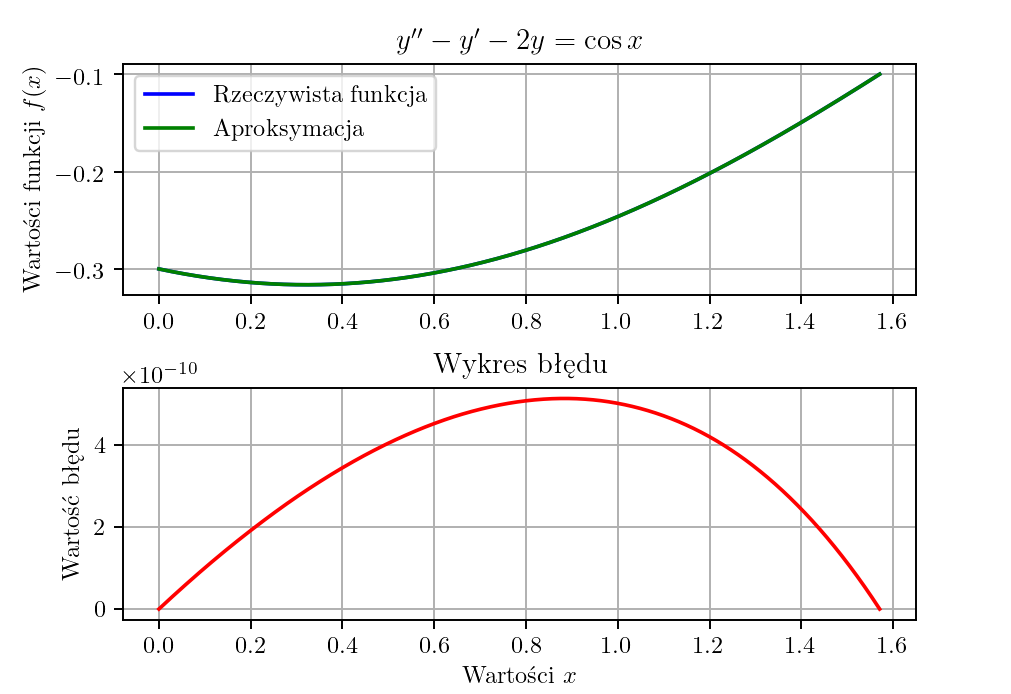 y′′ − y′ − 2y = cos x
Wartości funkcji f(x)
−0.1
−0.2
−0.3
Rzeczywista funkcja
Aproksymacja
0.0 0.2 0.4 0.6 0.8 1.0 1.2 1.4 1.6
Wykres błędu
×10⁻¹⁰
Wartość błędu
4
2
0
0.0 0.2 0.4 0.6 0.8 1.0 1.2 1.4 1.6
Wartości x